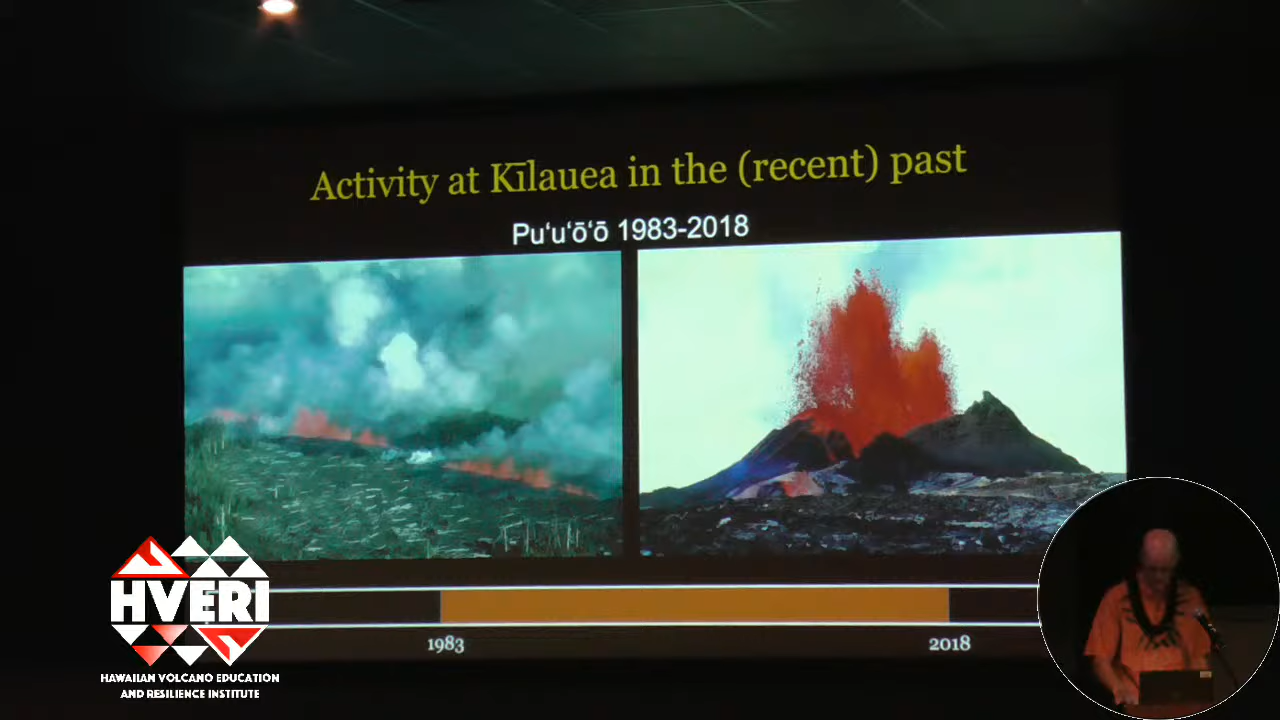 Activity at Kīlauea in the (recent) past
Puʻuʻōʻō 1983-2018
1983
2018
HVERI
HAWAIIAN VOLCANO EDUCATION
AND RESILIENCE INSTITUTE